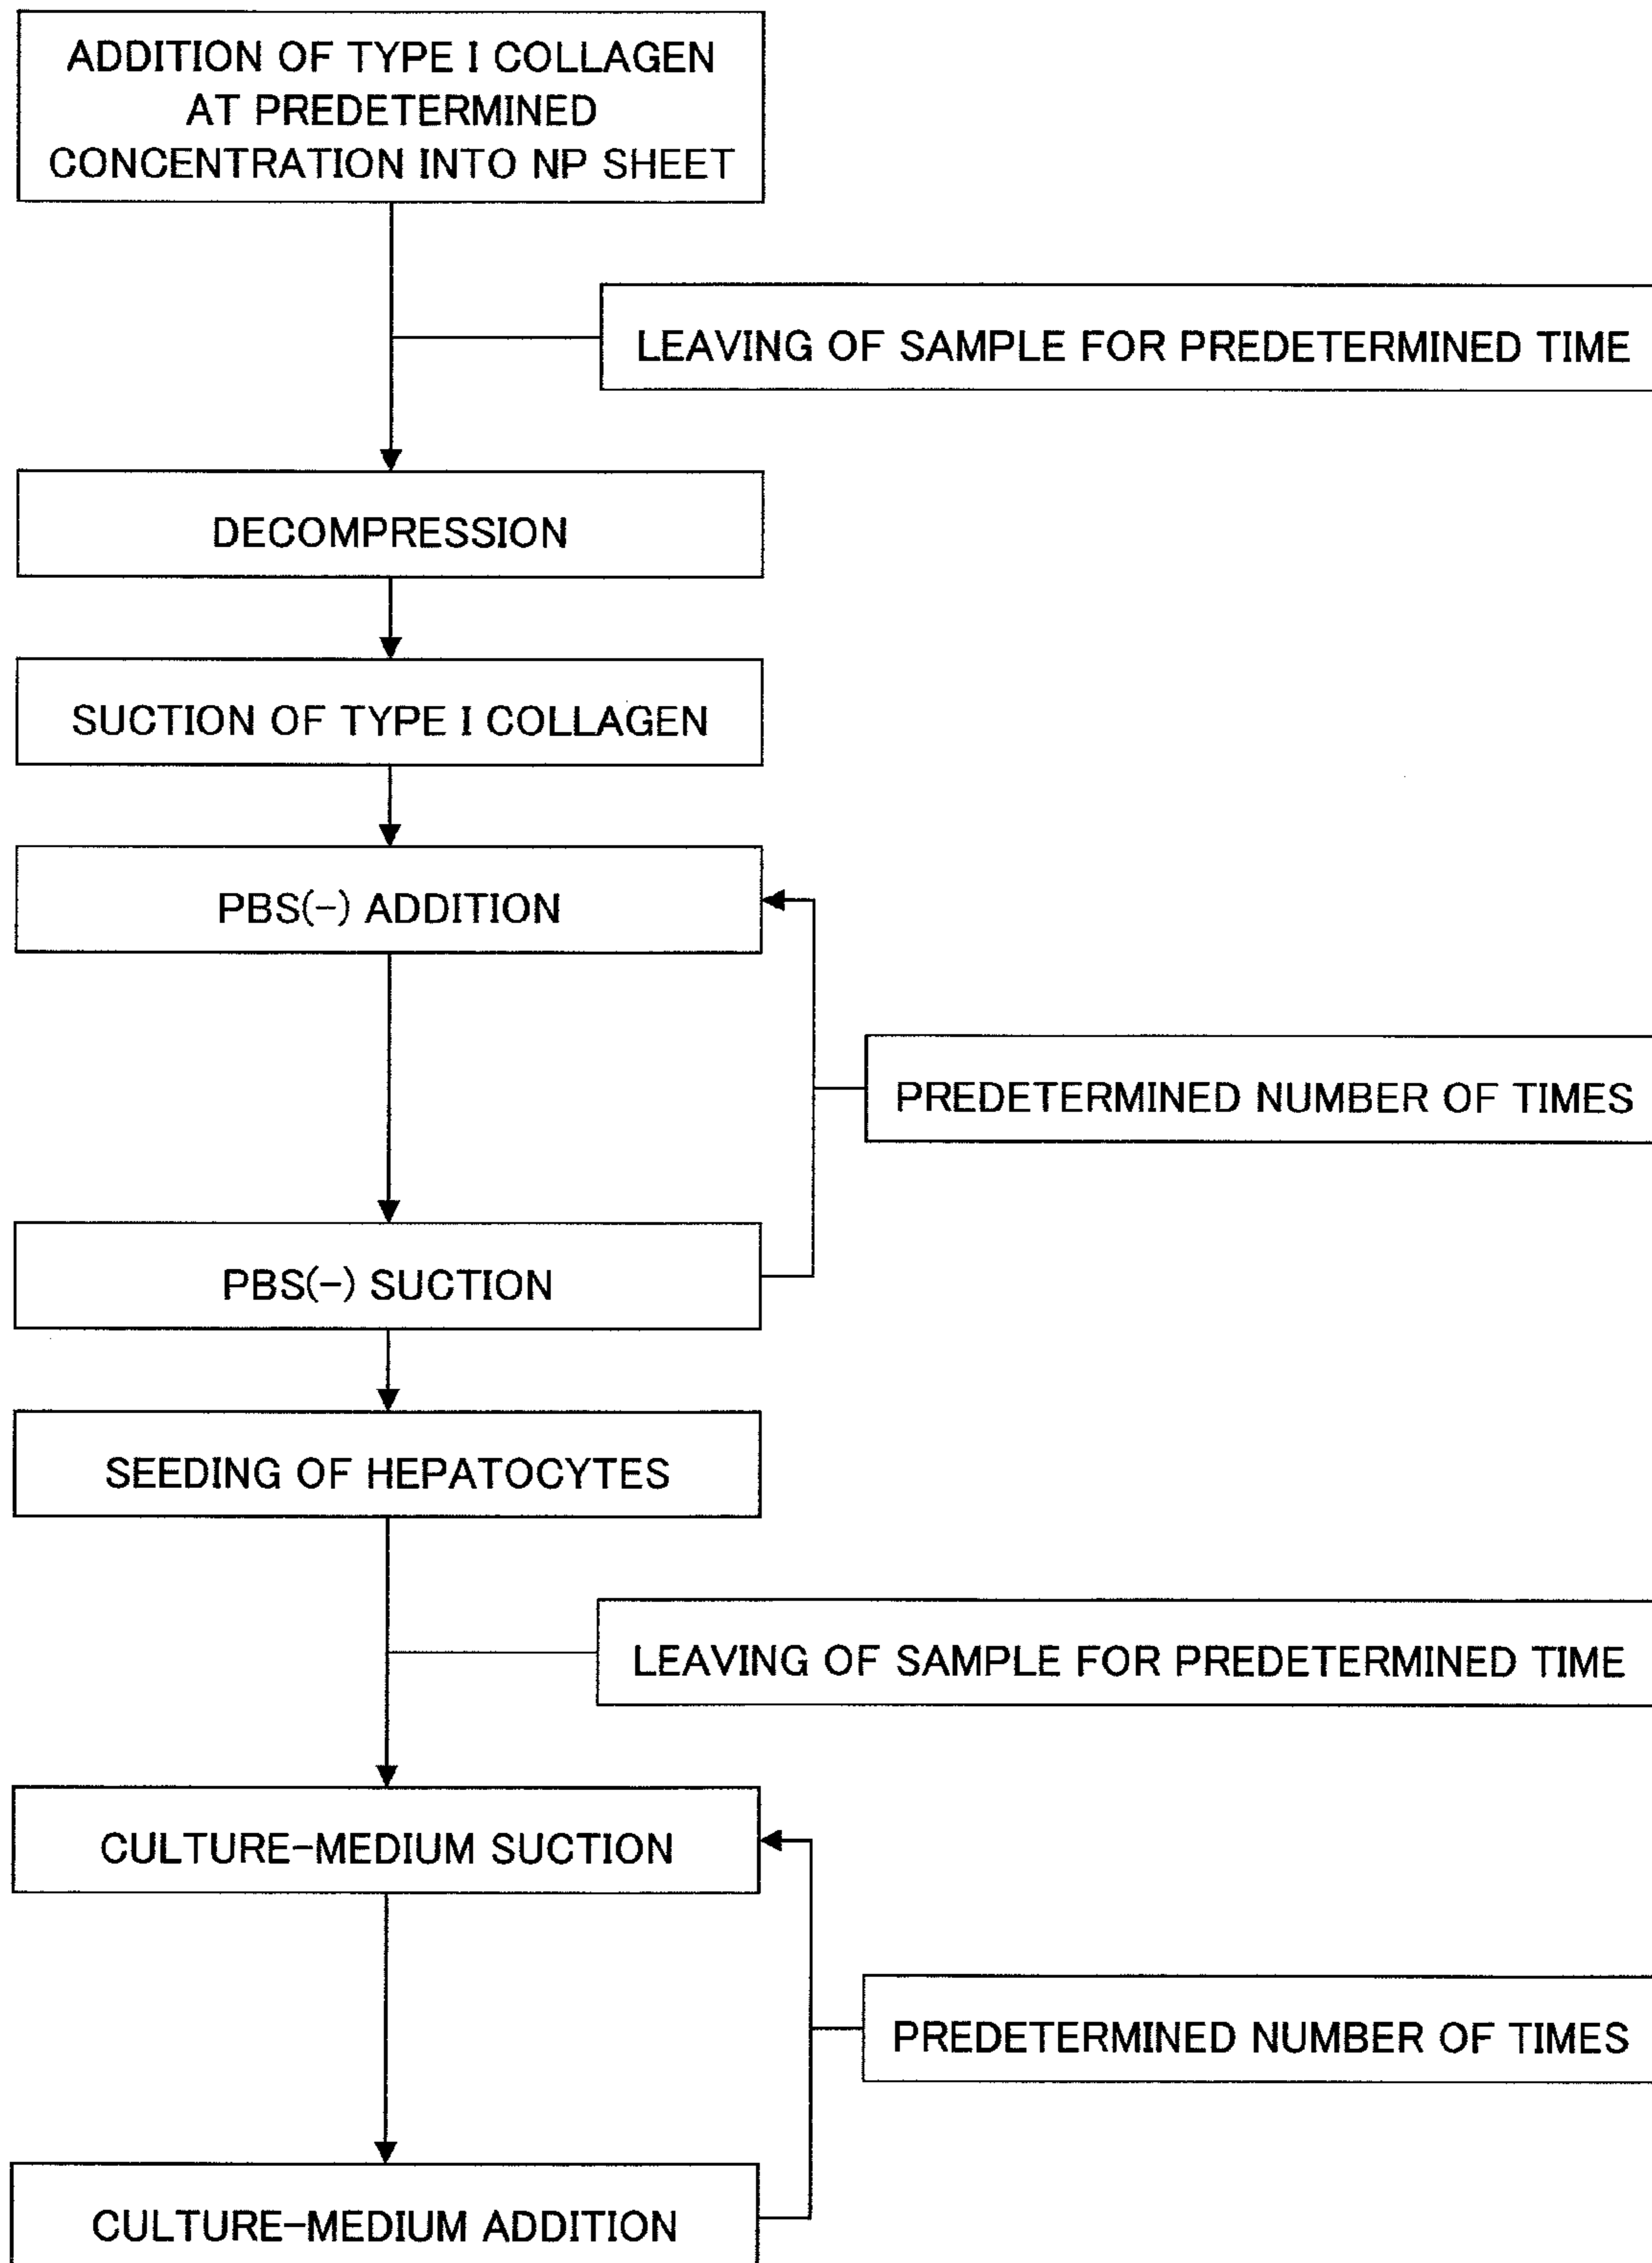 ADDITION OF TYPE I COLLAGEN
AT PREDETERMINED
CONCENTRATION INTO NP SHEET
LEAVING OF SAMPLE FOR PREDETERMINED TIME
DECOMPRESSION
SUCTION OF TYPE I COLLAGEN
PBS(-) ADDITION
PREDETERMINED NUMBER OF TIMES
PBS(-) SUCTION
SEEDING OF HEPATOCYTES
LEAVING OF SAMPLE FOR PREDETERMINED TIME
CULTURE-MEDIUM SUCTION
PREDETERMINED NUMBER OF TIMES
CULTURE-MEDIUM ADDITION